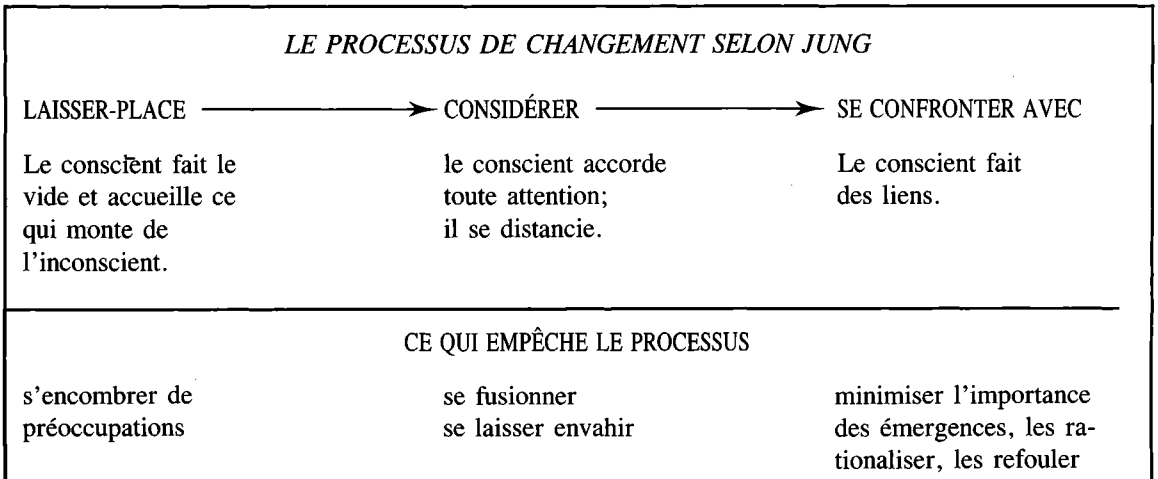 LE PROCESSUS DE CHANGEMENT SELON JUNG
LAISSER-PLACE
CONSIDÉRER
SE CONFRONTER AVEC
Le conscient fait le
vide et accueille ce
qui monte de
l'inconscient.
le conscient accorde
toute attention;
il se distancie.
Le conscient fait
des liens.
CE QUI EMPÊCHE LE PROCESSUS
s'encombrer de
préoccupations
se fusionner
se laisser envahir
minimiser l'importance
des émergences, les ra-
tionaliser, les refouler